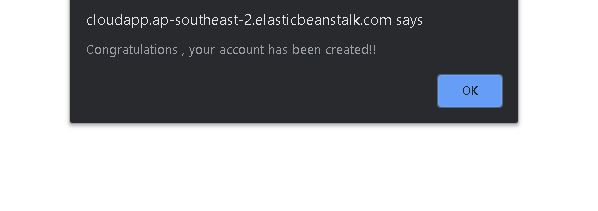 cloudapp.ap-southeast-2.elasticbeanstalk.com says
Congratulations , your account has been created!!
OK